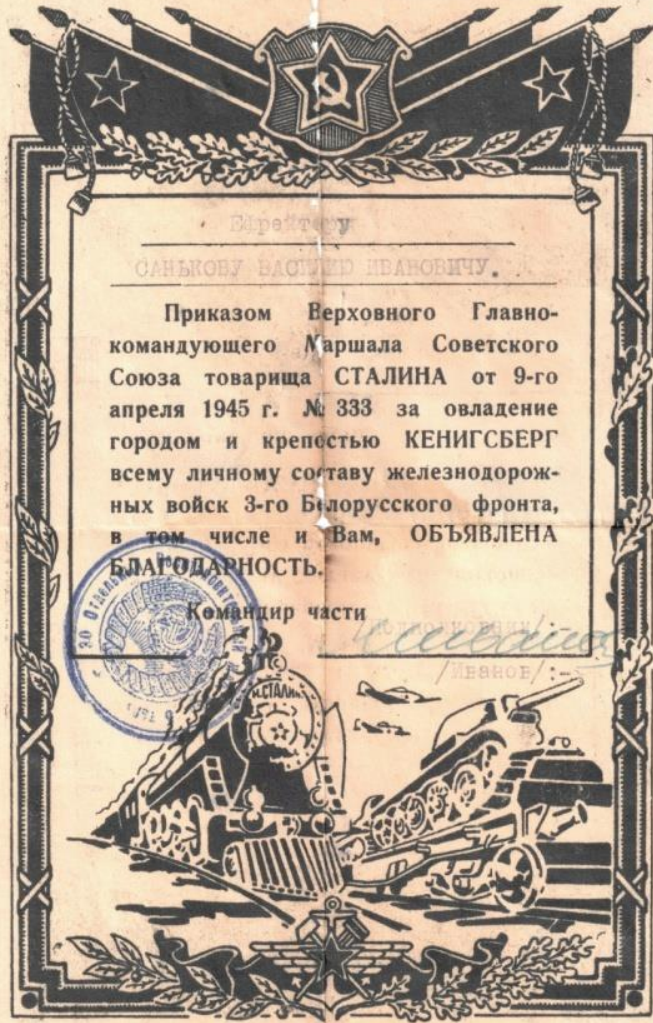 Ефрейтору
САНЬКОВУ ВАСИЛИЮ ИВАНОВИЧУ.
Приказом Верховного Главно-
командующего Маршала Советского
Союза товарища СТАЛИНА от 9-го
апреля 1945 г. № 333 за овладение
городом и крепостью КЕНИГСБЕРГ
всему личному составу железнодорож-
ных войск 3-го Белорусского фронта,
в том числе и Вам, ОБЪЯВЛЕНА
БЛАГОДАРНОСТЬ.
Командир части
/Иванов/:-
И.СТАЛИН